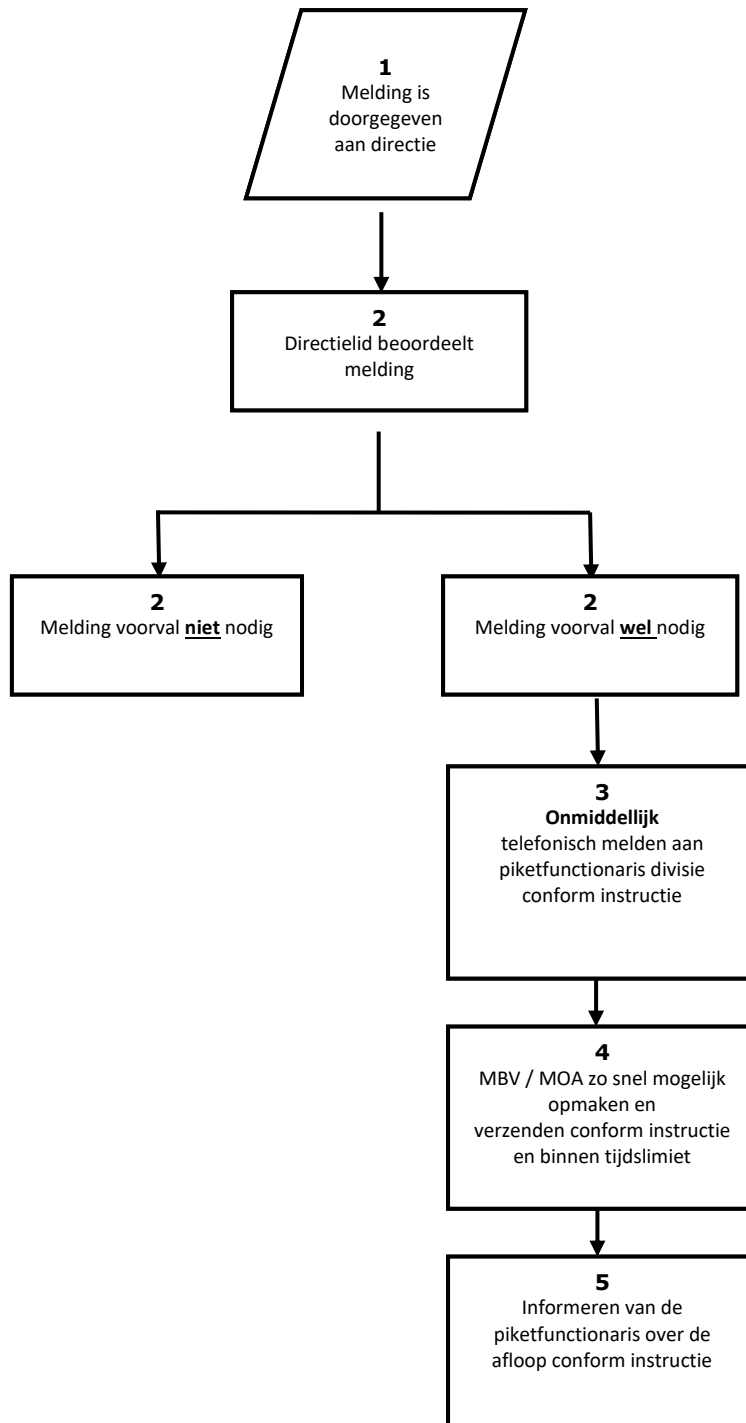 1
Melding is
doorgegeven
aan directie
2
Directielid beoordeelt
melding
2
Melding voorval niet nodig
2
Melding voorval wel nodig
3
Onmiddellijk
telefonisch melden aan
piketfunctionaris divisie
conform instructie
4
MBV / MOA zo snel mogelijk
opmaken en
verzenden conform instructie
en binnen tijdslimiet
5
Informeren van de
piketfunctionaris over de
afloop conform instructie